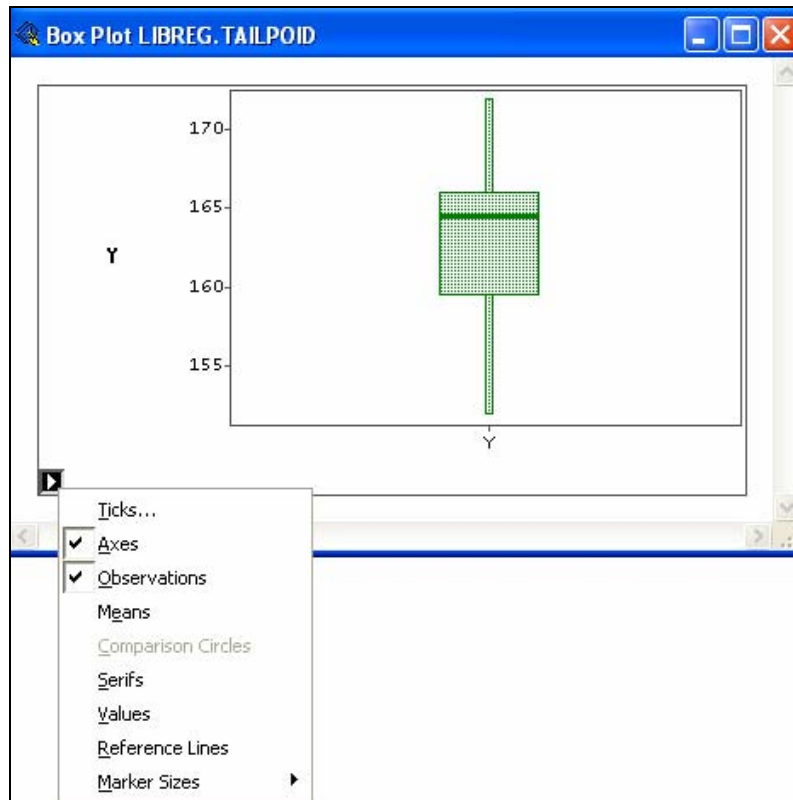 Box Plot LIBREG.TAILPOID
170
165
Y
160
155
Y
Ticks...
Axes
Observations
Means
Comparison Circles
Serifs
Values
Reference Lines
Marker Sizes